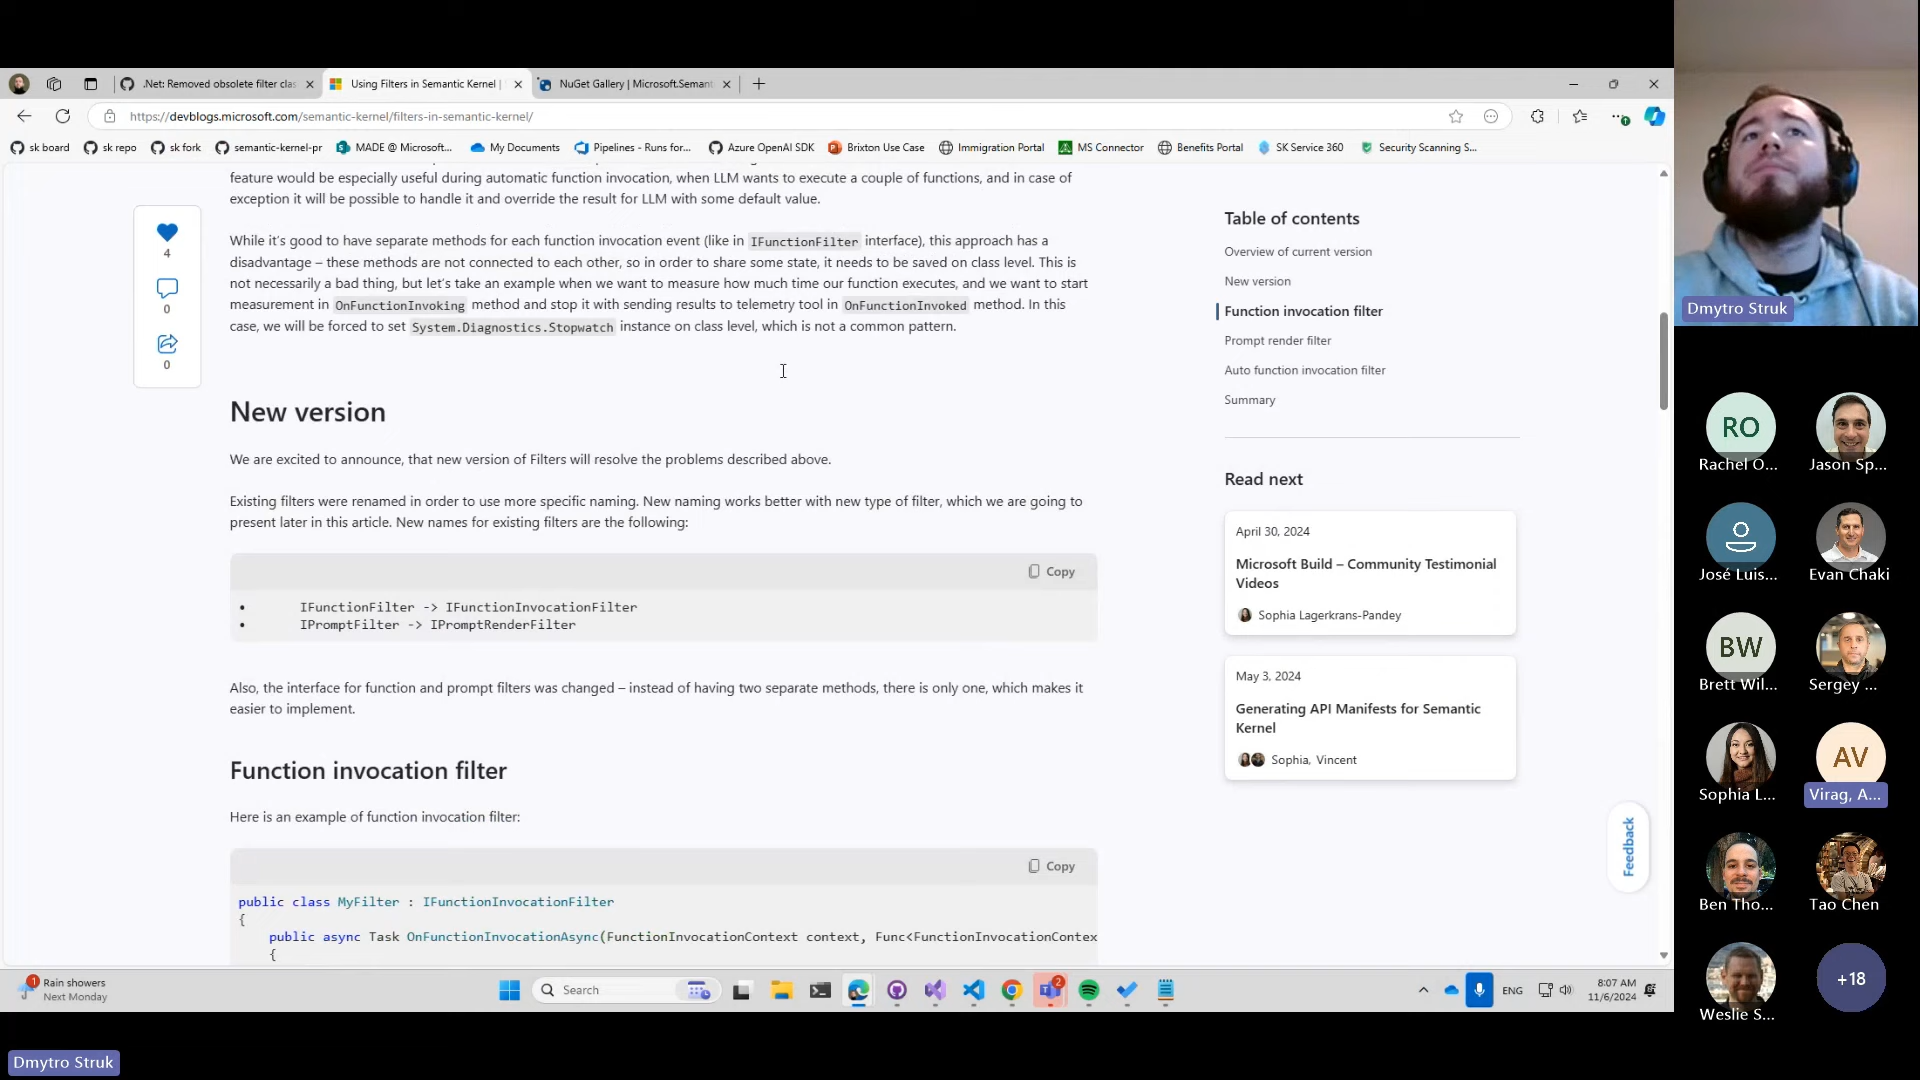 .Net: Removed obsolete filter clas
Using Filters in Semantic Kernel |
NuGet Gallery | Microsoft.Semant
https://devblogs.microsoft.com/semantic-kernel/filters-in-semantic-kernel/
sk board
sk repo
sk fork
semantic-kernel-pr
MADE @ Microsoft...
My Documents
Pipelines - Runs for...
Azure OpenAI SDK
Brixton Use Case
Immigration Portal
MS Connector
Benefits Portal
SK Service 360
Security Scanning S...
feature would be especially useful during automatic function invocation, when LLM wants to execute a couple of functions, and in case of
exception it will be possible to handle it and override the result for LLM with some default value.
4
0
0
While it's good to have separate methods for each function invocation event (like in IFunctionFilter interface), this approach has a
disadvantage – these methods are not connected to each other, so in order to share some state, it needs to be saved on class level. This is
not necessarily a bad thing, but let's take an example when we want to measure how much time our function executes, and we want to start
measurement in OnFunctionInvoking method and stop it with sending results to telemetry tool in OnFunctionInvoked method. In this
case, we will be forced to set System.Diagnostics.Stopwatch instance on class level, which is not a common pattern.
New version
We are excited to announce, that new version of Filters will resolve the problems described above.
Existing filters were renamed in order to use more specific naming. New naming works better with new type of filter, which we are going to
present later in this article. New names for existing filters are the following:
Copy
• IFunctionFilter -> IFunctionInvocationFilter
• IPromptFilter -> IPromptRenderFilter
Also, the interface for function and prompt filters was changed – instead of having two separate methods, there is only one, which makes it
easier to implement.
Function invocation filter
Here is an example of function invocation filter:
Copy
public class MyFilter : IFunctionInvocationFilter
{
public async Task OnFunctionInvocationAsync(FunctionInvocationContext context, Func<FunctionInvocationContex
{
Table of contents
Overview of current version
New version
Function invocation filter
Prompt render filter
Auto function invocation filter
Summary
Read next
April 30, 2024
Microsoft Build – Community Testimonial
Videos
Sophia Lagerkrans-Pandey
May 3, 2024
Generating API Manifests for Semantic
Kernel
Sophia, Vincent
Feedback
1
Rain showers
Next Monday
Search
2
ENG
8:07 AM
11/6/2024
Dmytro Struk
Dmytro Struk
RO
Rachel O...
Jason Sp...
José Luis...
Evan Chaki
BW
Brett Wil...
Sergey ...
Sophia L...
AV
Virag, A...
Ben Tho...
Tao Chen
Weslie S...
+18